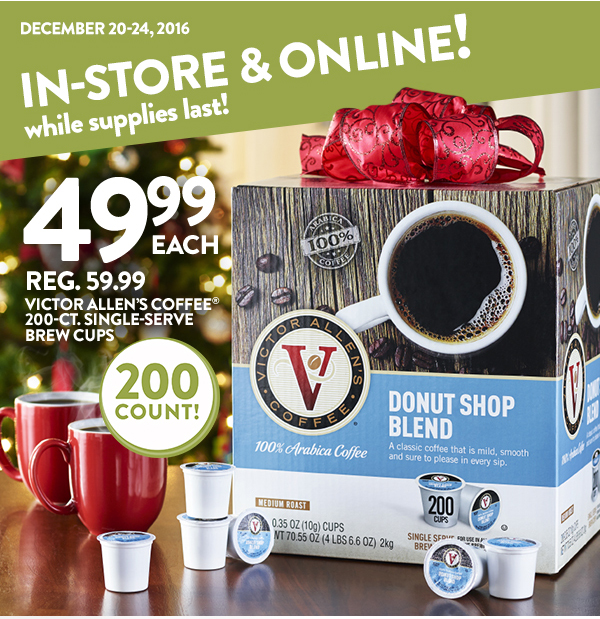 DECEMBER 20-24, 2016
IN-STORE & ONLINE!
while supplies last!
49.99
EACH
REG. 59.99
VICTOR ALLEN'S COFFEE®
200-CT. SINGLE-SERVE
BREW CUPS
200
COUNT!
ARABICA
100%
COFFEE
VICTOR ALLEN'S
V
COFFEE
100% Arabica Coffee
DONUT SHOP
BLEND
A classic coffee that is mild, smooth
and sure to please in every sip.
MEDIUM ROAST
200
CUPS
0.35 OZ (10g) CUPS
WT 70.55 OZ (4 LBS 6.6 OZ) 2kg
SINGLE SERVE
BREW